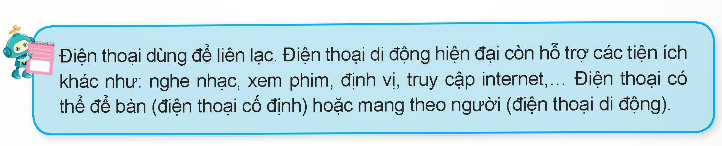 Điện thoại dùng để liên lạc. Điện thoại di động hiện đại còn hỗ trợ các tiện ích
khác như: nghe nhạc, xem phim, định vị, truy cập internet,... Điện thoại có
thể để bàn (điện thoại cố định) hoặc mang theo người (điện thoại di động).